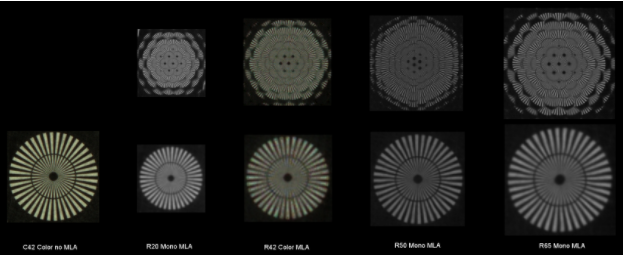 C42 Color no MLA
R20 Mono MLA
R42 Color MLA
R50 Mono MLA
R65 Mono MLA